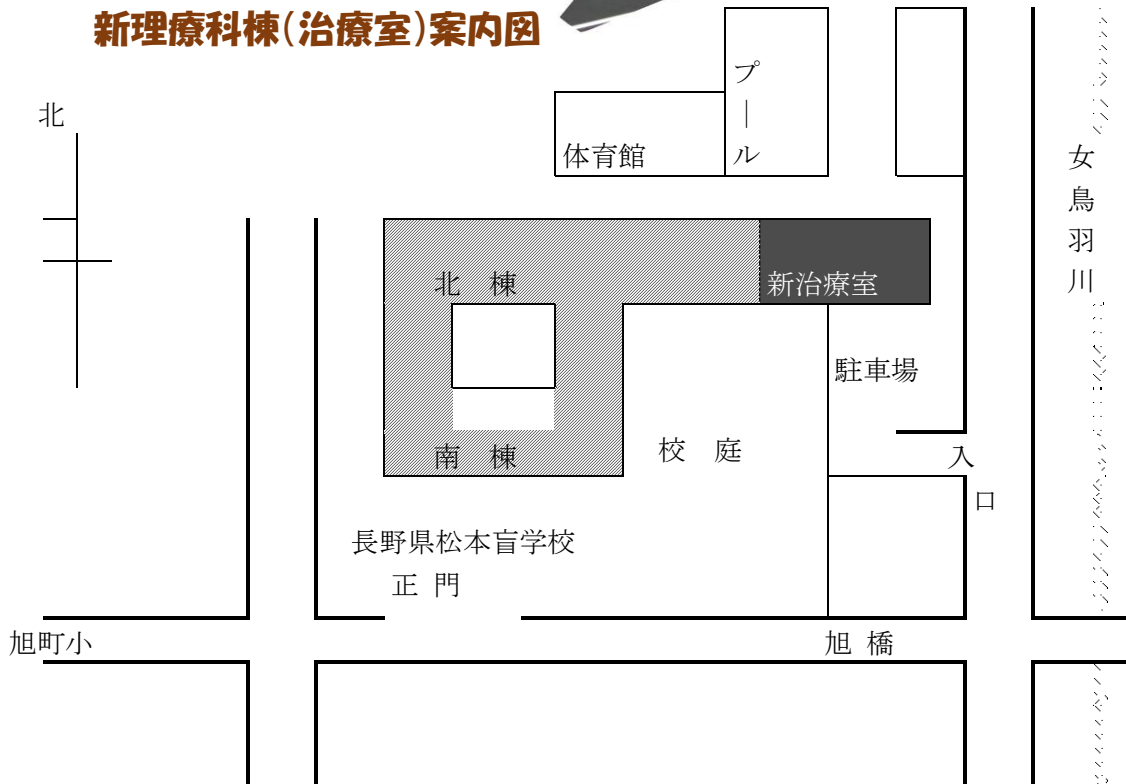 新理療科棟(治療室)案内図
北
プール
体育館
女鳥羽川
北 棟
新治療室
駐車場
南 棟
校 庭
入口
長野県松本盲学校
正 門
旭町小
旭 橋